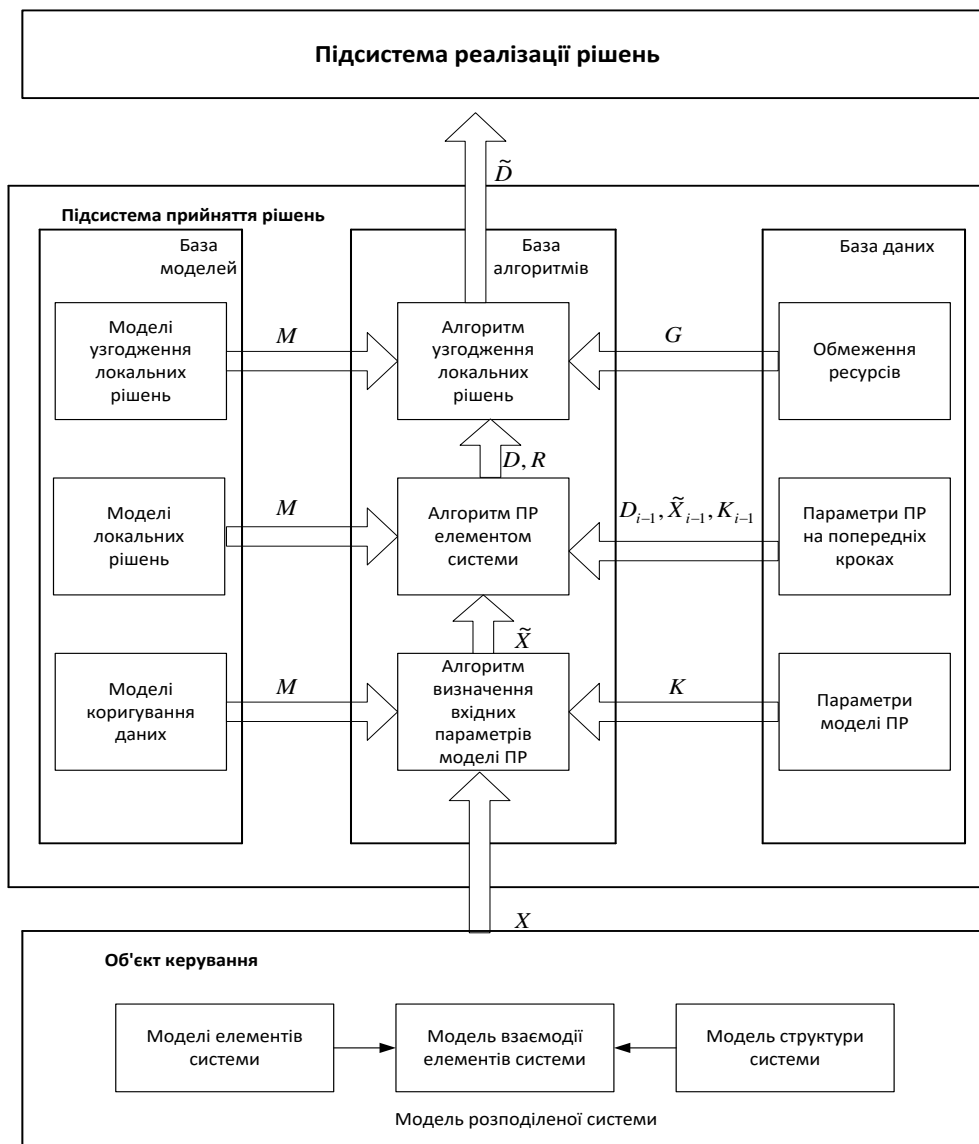 Підсистема реалізації рішень
D̃
Підсистема прийняття рішень
База
моделей
База
алгоритмів
База даних
Моделі
узгодження
локальних
рішень
M
Алгоритм
узгодження
локальних
рішень
G
Обмеження
ресурсів
D, R
Моделі
локальних
рішень
M
Алгоритм ПР
елементом
системи
D_{i−1}, X̃_{i−1}, K_{i−1}
Параметри ПР
на попередніх
кроках
X̃
Моделі
коригування
даних
M
Алгоритм
визначення
вхідних
параметрів
моделі ПР
K
Параметри
моделі ПР
X
Об'єкт керування
Моделі елементів
системи
Модель взаємодії
елементів системи
Модель структури
системи
Модель розподіленої системи